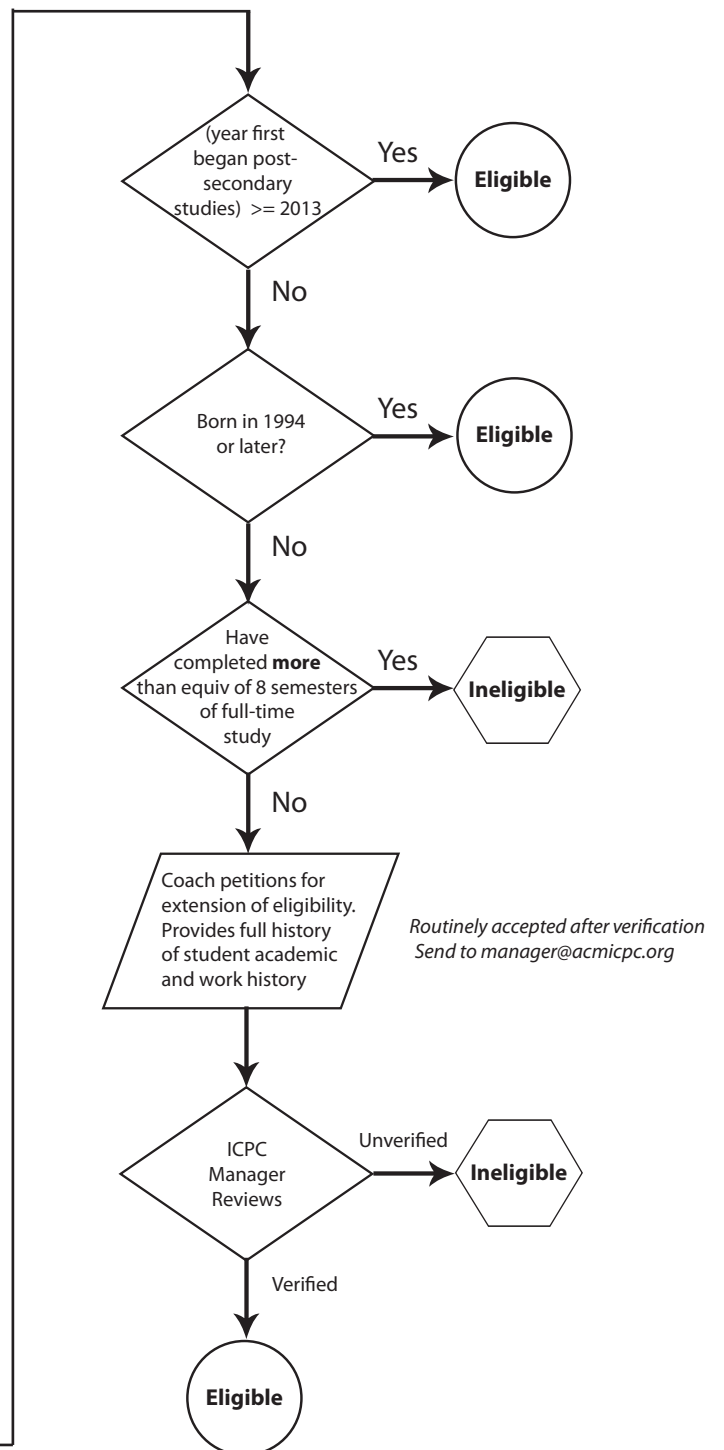 (year first
began post-
secondary
studies)  >= 2013
Yes
Eligible
No
Born in 1994
or later?
Yes
Eligible
No
Have
completed more
than equiv of 8 semesters
of full-time
study
Yes
Ineligible
No
Coach petitions for
extension of eligibility.
Provides full history
of student academic
and work history
Routinely accepted after verification
Send to manager@acmicpc.org
ICPC
Manager
Reviews
Unverified
Ineligible
Verified
Eligible